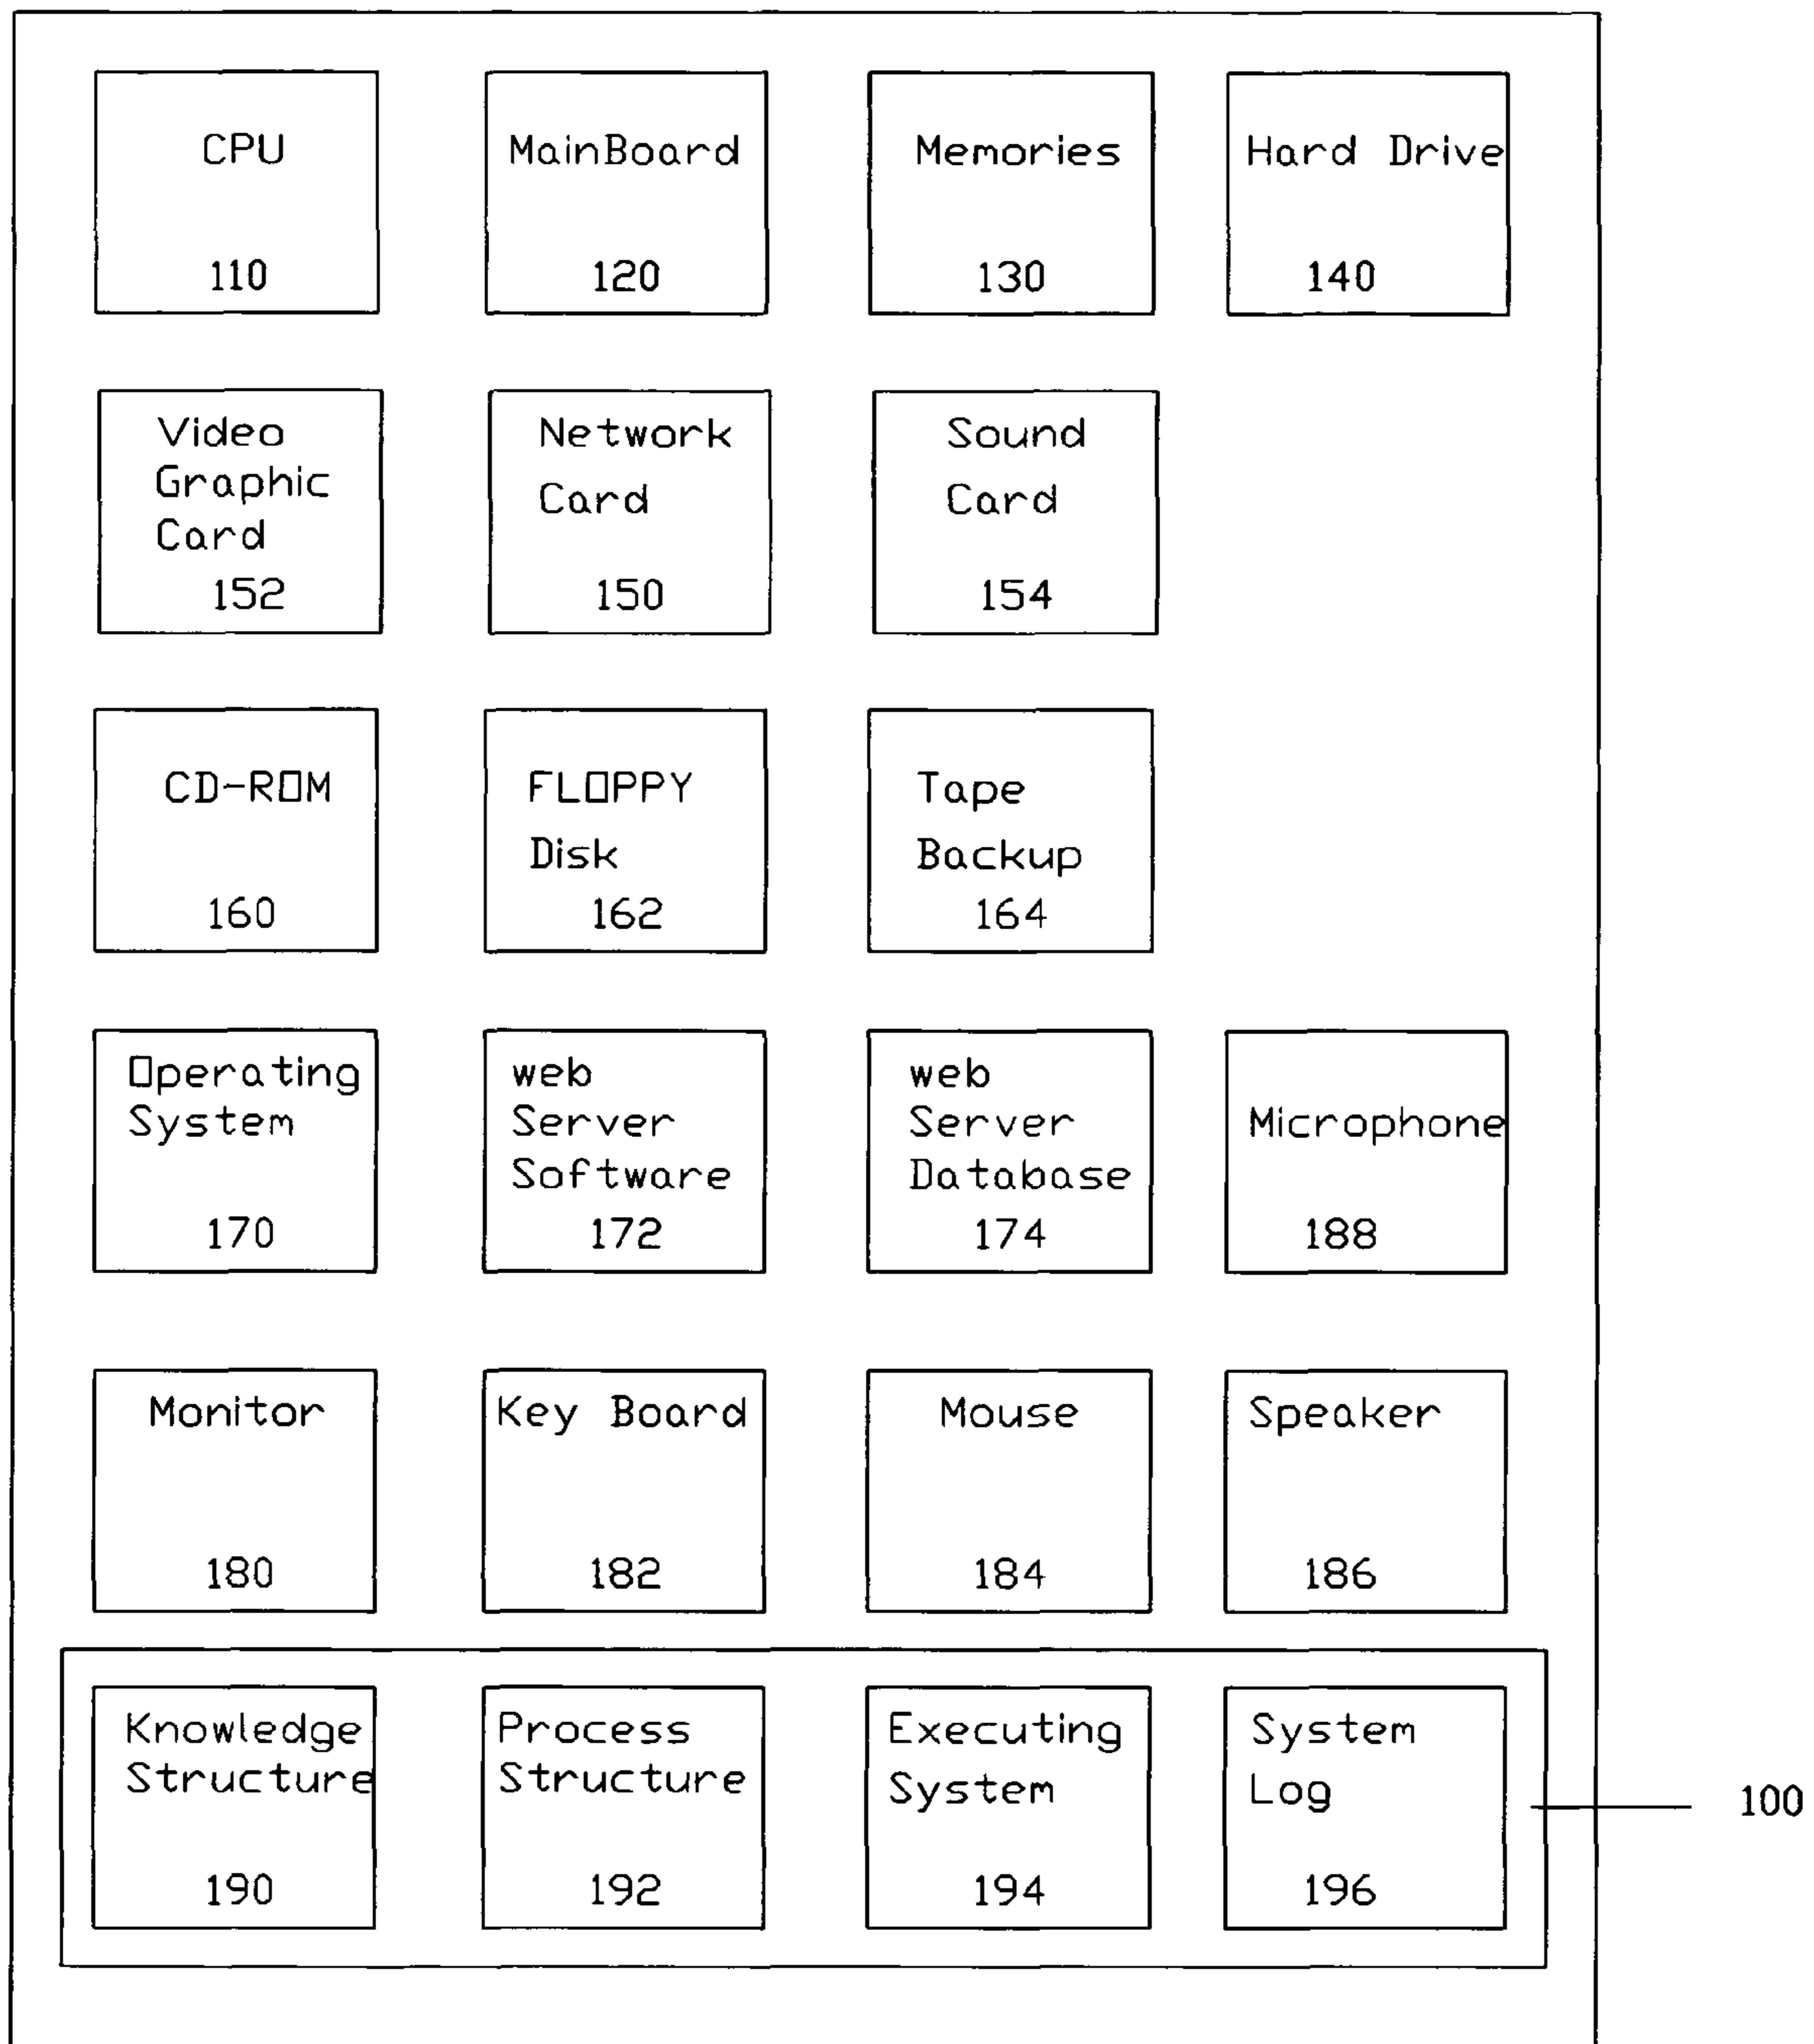 CPU
110
MainBoard
120
Memories
130
Hard Drive
140
Video
Graphic
Card
152
Network
Card
150
Sound
Card
154
CD-ROM
160
FLOPPY
Disk
162
Tape
Backup
164
Operating
System
170
web
Server
Software
172
web
Server
Database
174
Microphone
188
Monitor
180
Key Board
182
Mouse
184
Speaker
186
Knowledge
Structure
190
Process
Structure
192
Executing
System
194
System
Log
196
100